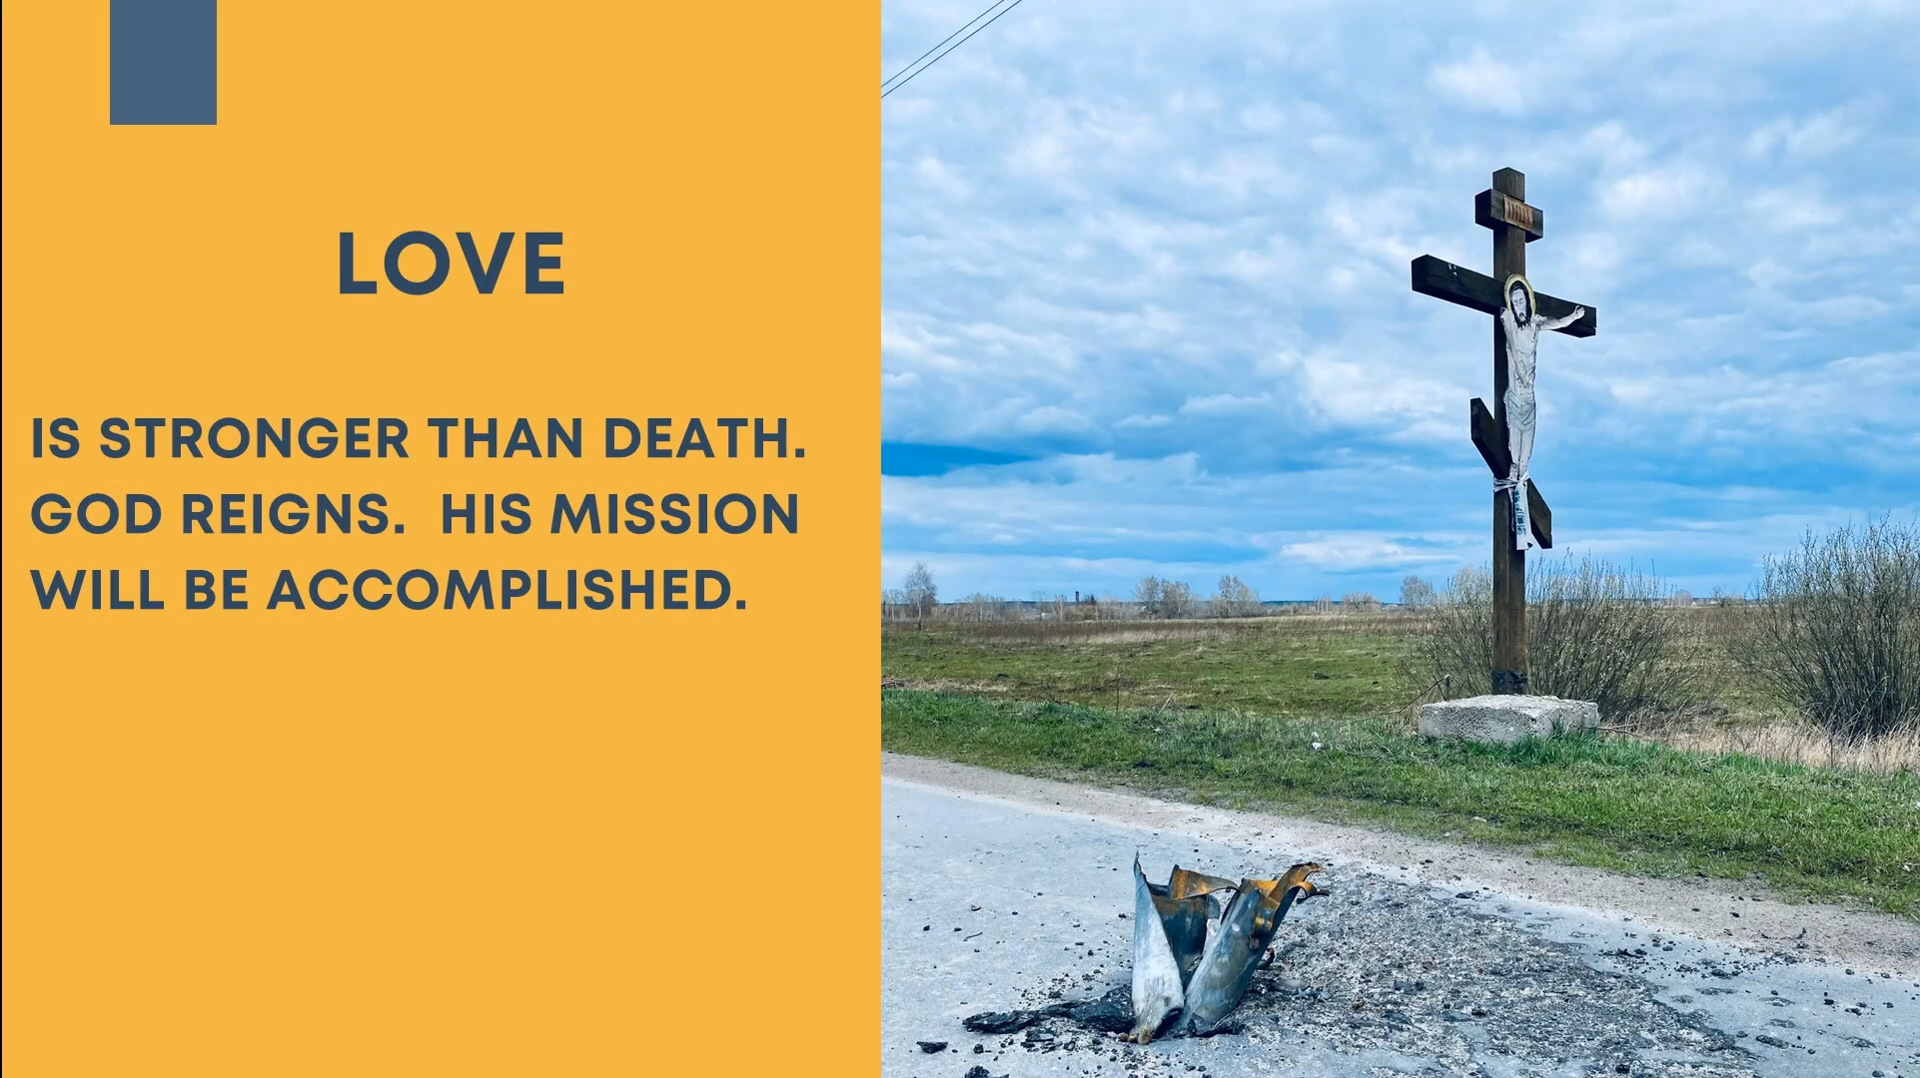 LOVE
IS STRONGER THAN DEATH.
GOD REIGNS.  HIS MISSION
WILL BE ACCOMPLISHED.